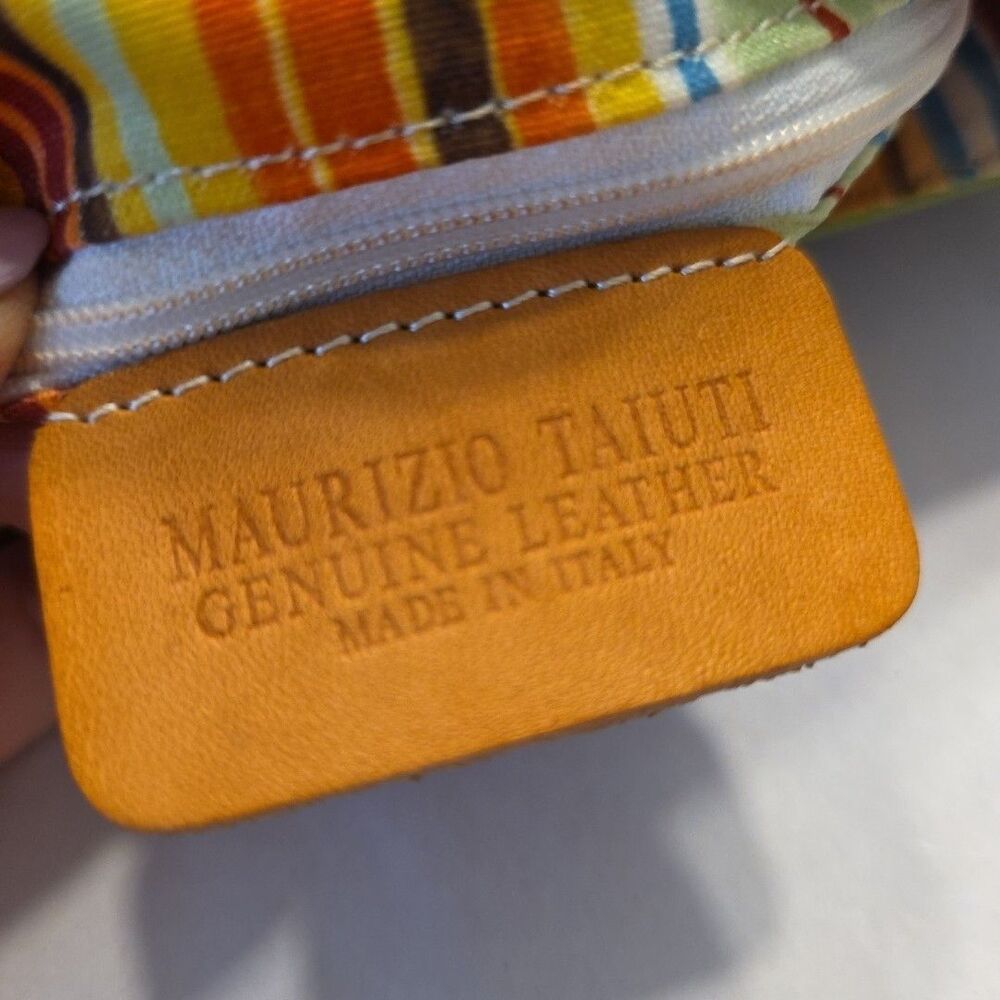 MAURIZIO TAIUTI
GENUINE LEATHER
MADE IN ITALY